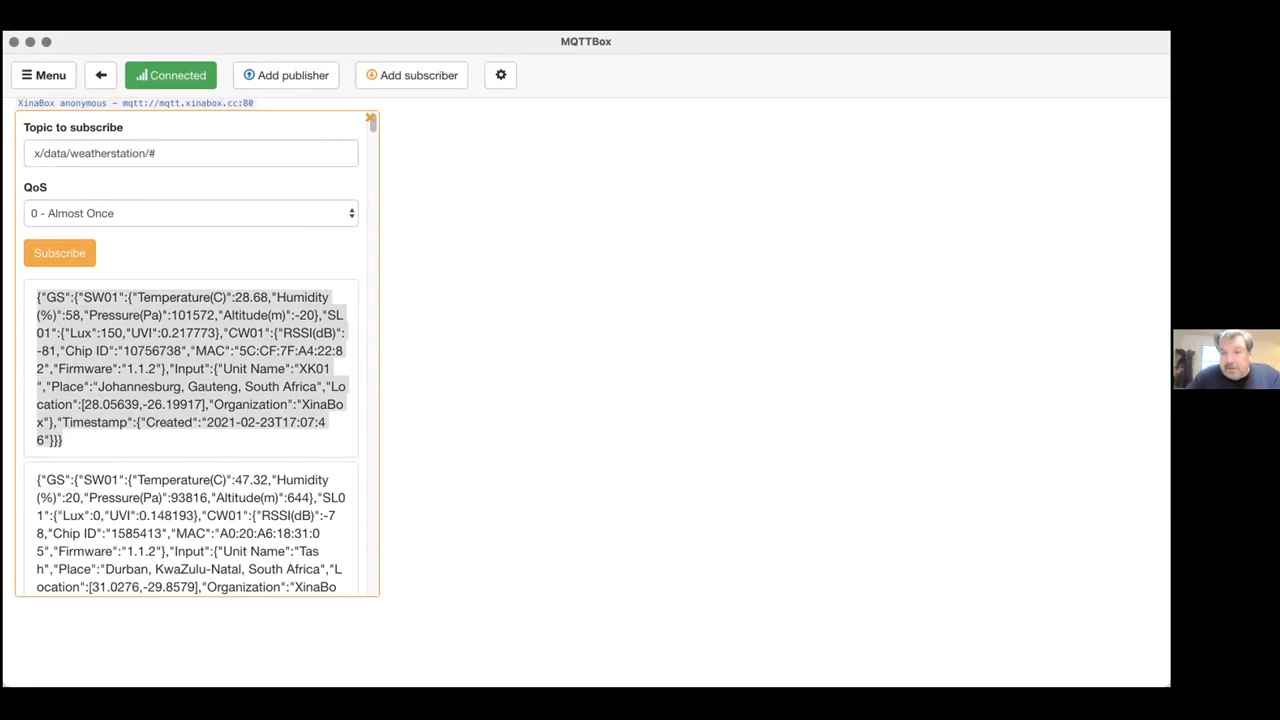 MQTTBox
Menu
Connected
Add publisher
Add subscriber
XinaBox anonymous - mqtt://mqtt.xinabox.cc:80
Topic to subscribe
x/data/weatherstation/#
QoS
0 - Almost Once
Subscribe
{"GS":{"SW01":{"Temperature(C)":28.68,"Humidity
(%)":58,"Pressure(Pa)":101572,"Altitude(m)":-20},"SL
01":{"Lux":150,"UVI":0.217773},"CW01":{"RSSI(dB)":
-81,"Chip ID":"10756738","MAC":"5C:CF:7F:A4:22:8
2","Firmware":"1.1.2"},"Input":{"Unit Name":"XK01
","Place":"Johannesburg, Gauteng, South Africa","Lo
cation":[28.05639,-26.19917],"Organization":"XinaBo
x"},"Timestamp":{"Created":"2021-02-23T17:07:4
6"}}}
{"GS":{"SW01":{"Temperature(C)":47.32,"Humidity
(%)":20,"Pressure(Pa)":93816,"Altitude(m)":644},"SL0
1":{"Lux":0,"UVI":0.148193},"CW01":{"RSSI(dB)":-7
8,"Chip ID":"1585413","MAC":"A0:20:A6:18:31:0
5","Firmware":"1.1.2"},"Input":{"Unit Name":"Tas
h","Place":"Durban, KwaZulu-Natal, South Africa","L
ocation":[31.0276,-29.8579],"Organization":"XinaBo